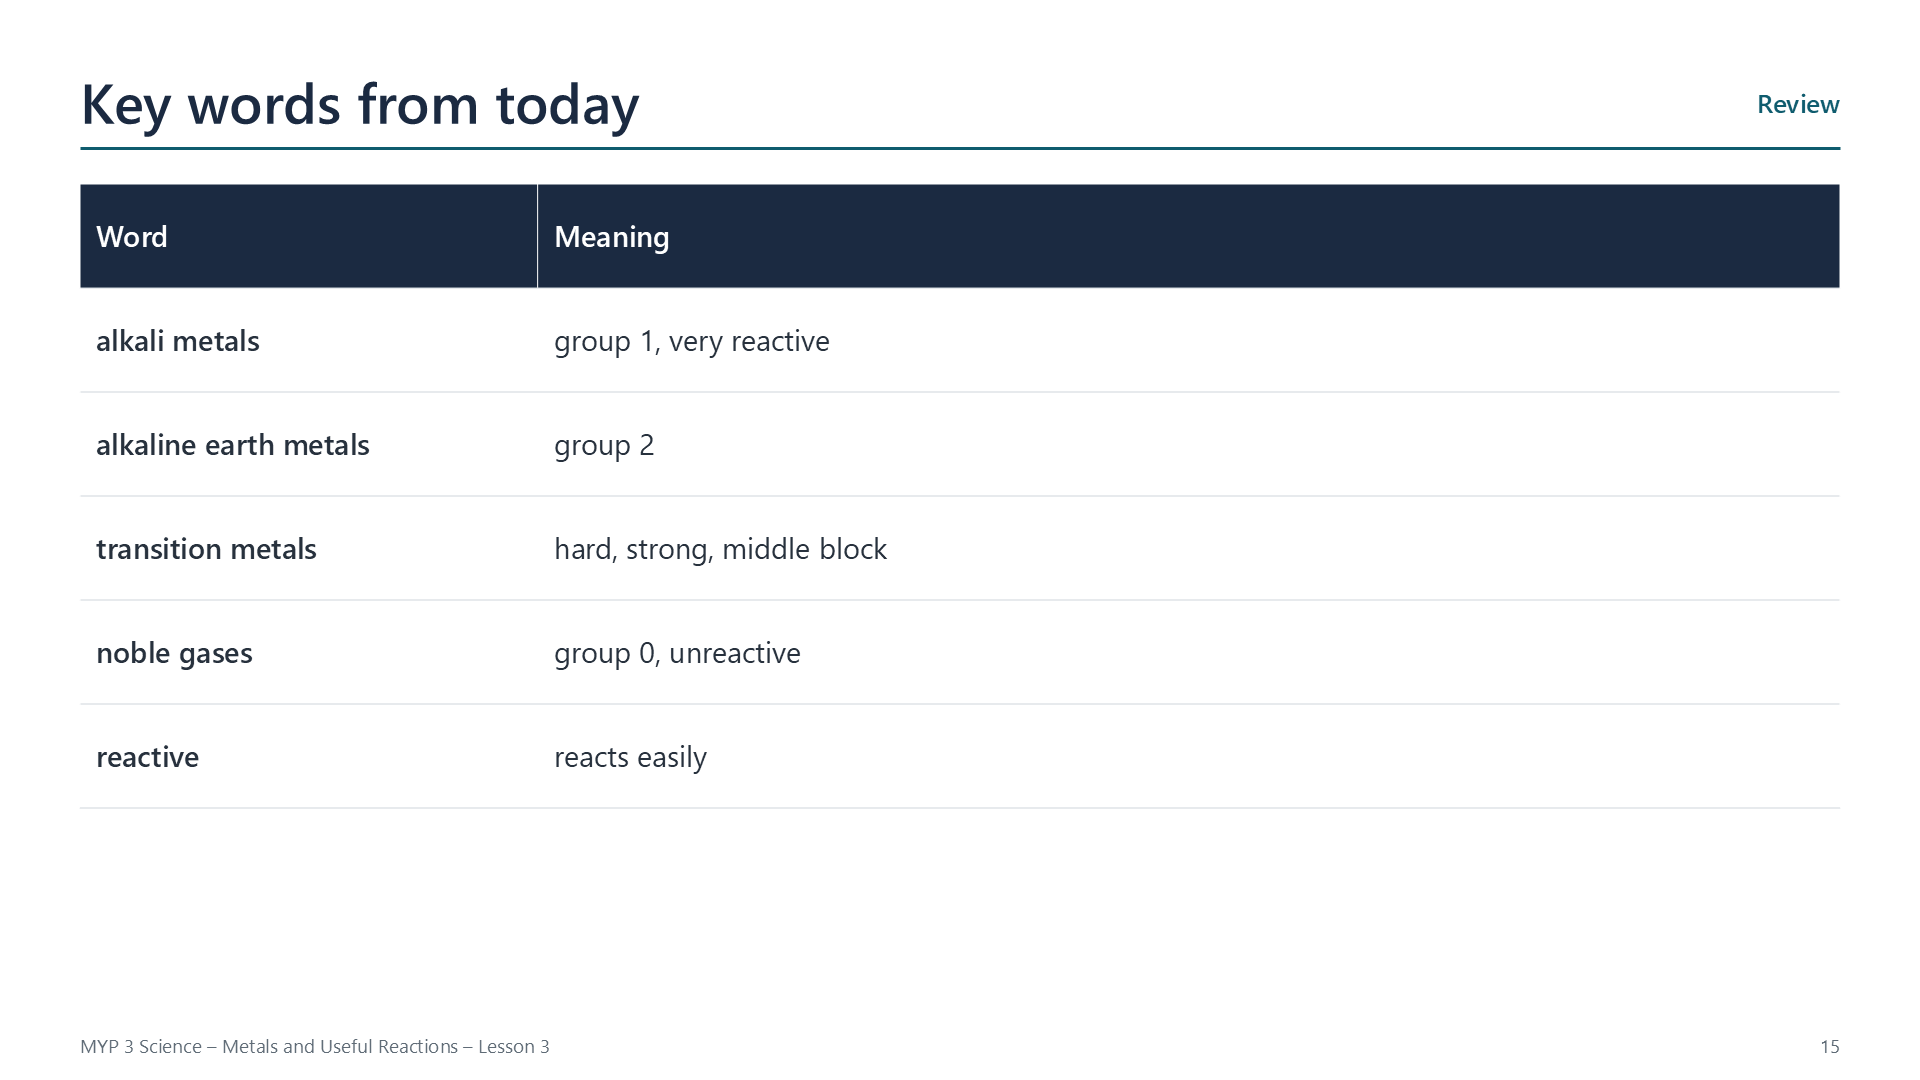 Key words from today
Review
Word Meaning
alkali metals group 1, very reactive
alkaline earth metals group 2
transition metals hard, strong, middle block
noble gases group 0, unreactive
reactive reacts easily
MYP 3 Science – Metals and Useful Reactions – Lesson 3
15